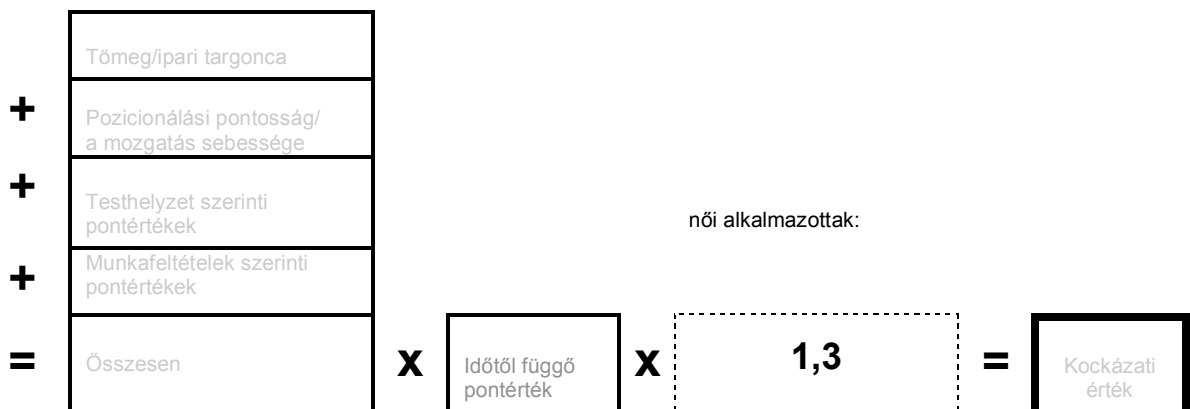 Tömeg/ipari targonca
+
Pozicionálási pontosság/
a mozgatás sebessége
+
Testhelyzet szerinti
pontértékek
női alkalmazottak:
+
Munkafeltételek szerinti
pontértékek
=
Összesen
x
Időtől függő
pontérték
x
1,3
=
Kockázati
érték